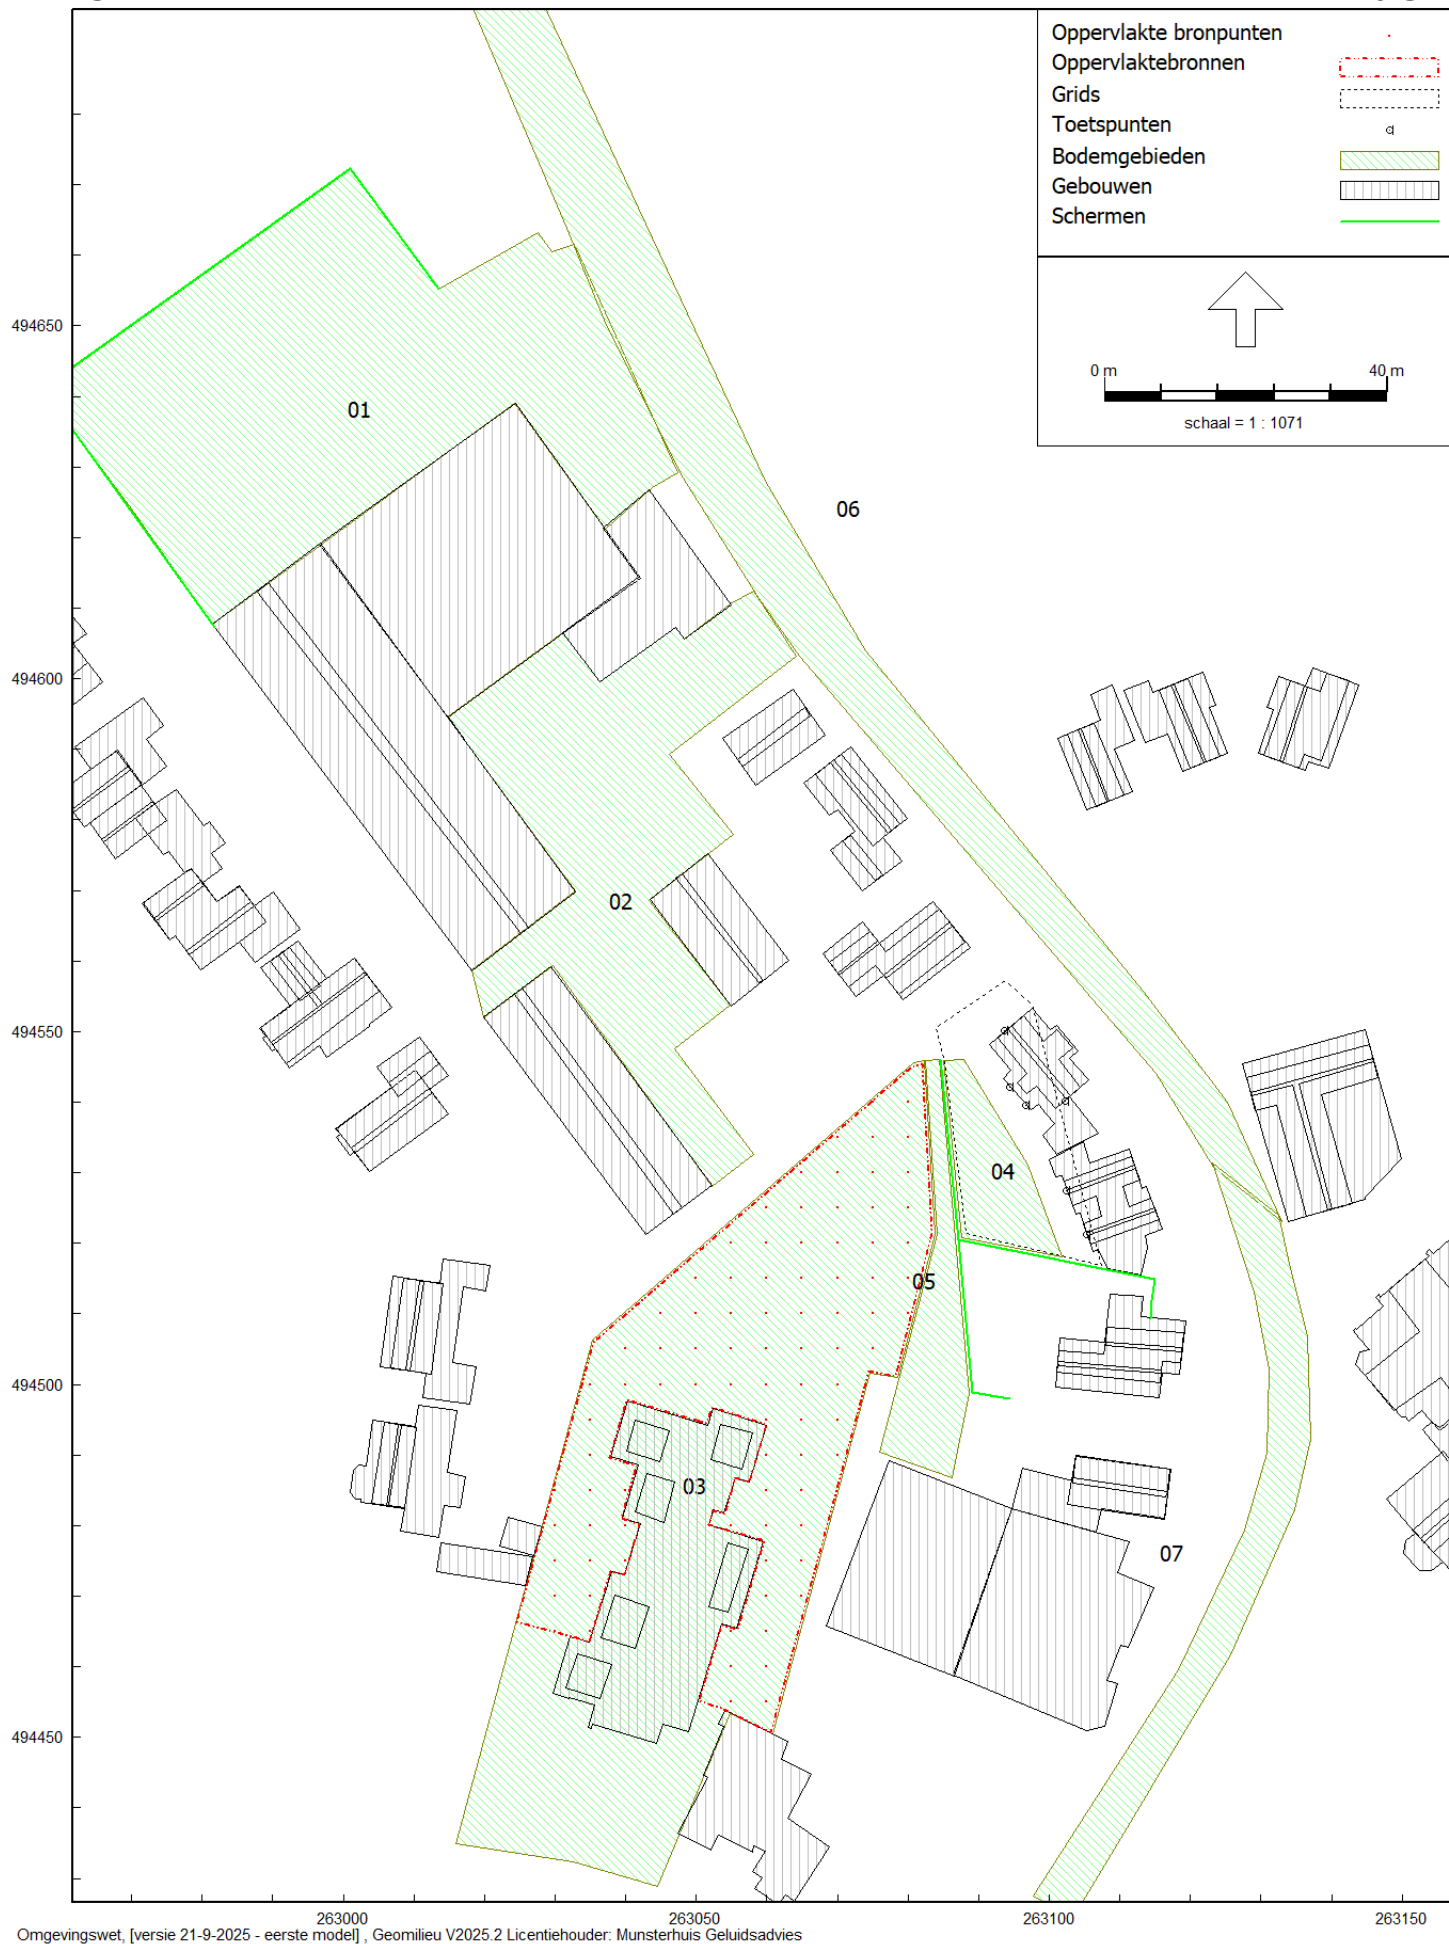 Oppervlakte bronpunten
Oppervlaktebronnen
Grids
Toetspunten
Bodemgebieden
Gebouwen
Schermen
0 m 40 m
schaal = 1 : 1071
494650
01
06
494600
02
494550
04
05
494500
03
07
494450
263000 263050 263100 263150
Omgevingswet, [versie 21-9-2025 - eerste model] , Geomilieu V2025.2 Licentiehouder: Munsterhuis Geluidsadvies